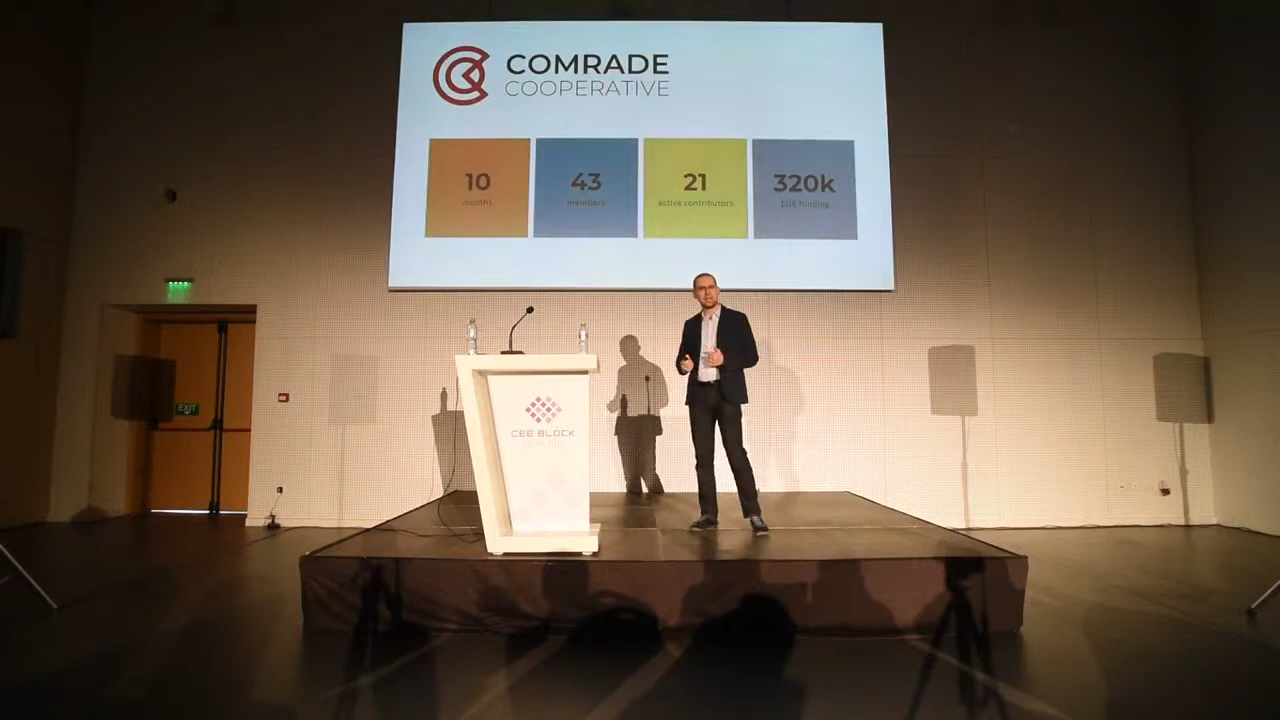 COMRADE
COOPERATIVE
10
months
43
members
21
active contributors
320k
EUR funding
EXIT
CEE BLOCK